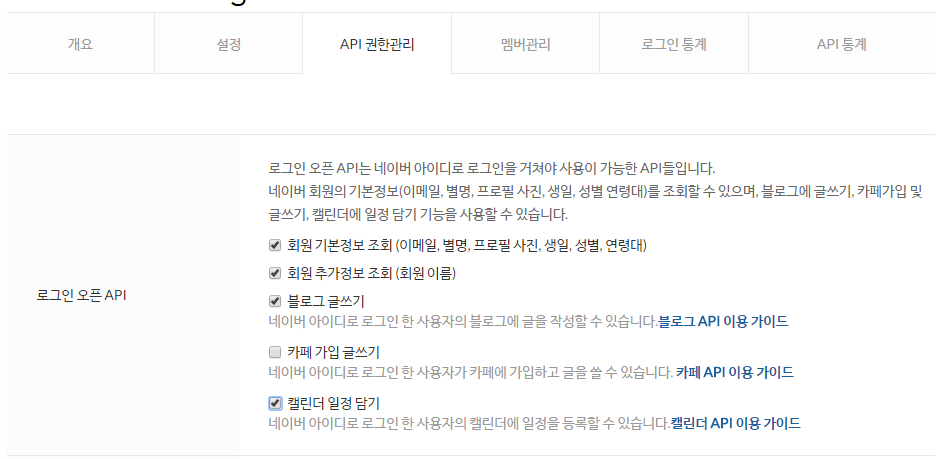 개요 설정 API 권한관리 멤버관리 로그인 통계 API 통계
로그인 오픈 API는 네이버 아이디로 로그인을 거쳐야 사용이 가능한 API들입니다.
네이버 회원의 기본정보(이메일, 별명, 프로필 사진, 생일, 성별 연령대)를 조회할 수 있으며, 블로그에 글쓰기, 카페가입 및
글쓰기, 캘린더에 일정 담기 기능을 사용할 수 있습니다.
회원 기본정보 조회 (이메일, 별명, 프로필 사진, 생일, 성별, 연령대)
회원 추가정보 조회 (회원 이름)
로그인 오픈 API
블로그 글쓰기
네이버 아이디로 로그인 한 사용자의 블로그에 글을 작성할 수 있습니다.블로그 API 이용 가이드
카페 가입 글쓰기
네이버 아이디로 로그인 한 사용자가 카페에 가입하고 글을 쓸 수 있습니다. 카페 API 이용 가이드
캘린더 일정 담기
네이버 아이디로 로그인 한 사용자의 캘린더에 일정을 등록할 수 있습니다.캘린더 API 이용 가이드